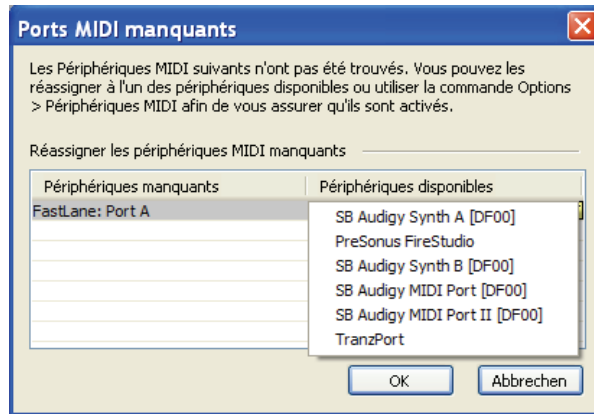 Ports MIDI manquants
Les Périphériques MIDI suivants n'ont pas été trouvés. Vous pouvez les
réassigner à l'un des périphériques disponibles ou utiliser la commande Options
> Périphériques MIDI afin de vous assurer qu'ils sont activés.
Réassigner les périphériques MIDI manquants
Périphériques manquants Périphériques disponibles
FastLane: Port A
SB Audigy Synth A [DF00]
PreSonus FireStudio
SB Audigy Synth B [DF00]
SB Audigy MIDI Port [DF00]
SB Audigy MIDI Port II [DF00]
TranzPort
OK Abbrechen